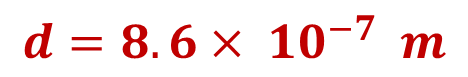 d = 8.6 × 10⁻⁷ m